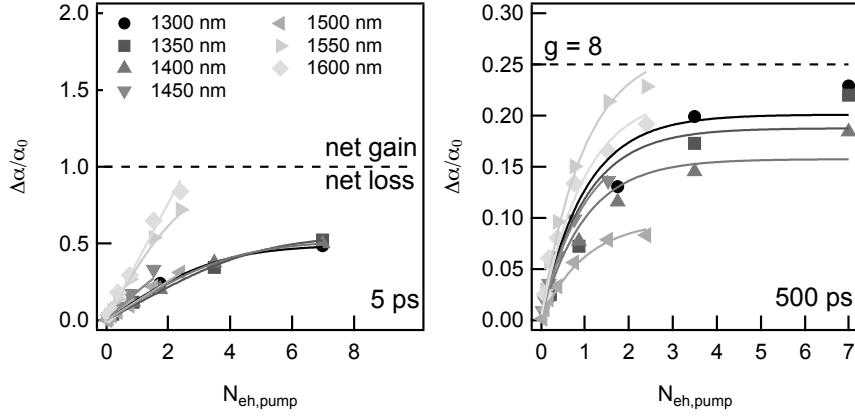 1300 nm
1350 nm
1400 nm
1450 nm
1500 nm
1550 nm
1600 nm
2.0
1.5
1.0
0.5
0.0
Δα/α0
net gain
net loss
5 ps
0 2 4 6 8
Neh,pump
g = 8
0.30
0.25
0.20
0.15
0.10
0.05
0.00
Δα/α0
500 ps
0 1 2 3 4 5 6 7
Neh,pump